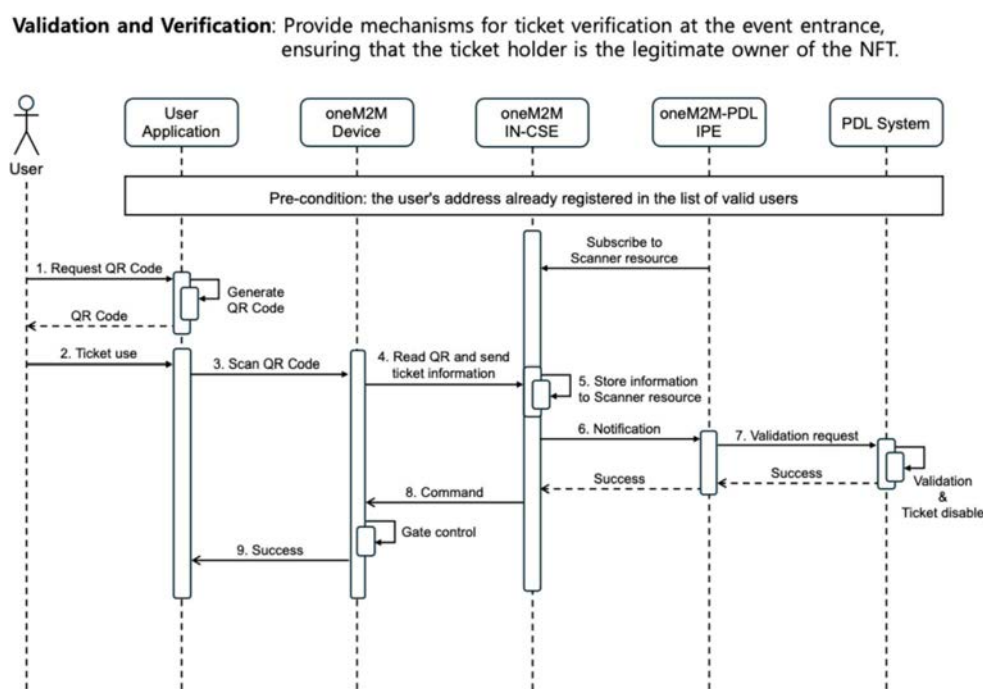 Validation and Verification: Provide mechanisms for ticket verification at the event entrance,
ensuring that the ticket holder is the legitimate owner of the NFT.
User
User
Application
oneM2M
Device
oneM2M
IN-CSE
oneM2M-PDL
IPE
PDL System
Pre-condition: the user's address already registered in the list of valid users
Subscribe to
Scanner resource
1. Request QR Code
Generate
QR Code
QR Code
2. Ticket use
3. Scan QR Code
4. Read QR and send
ticket information
5. Store information
to Scanner resource
6. Notification
7. Validation request
Success
Success
Validation
&
Ticket disable
8. Command
Gate control
9. Success